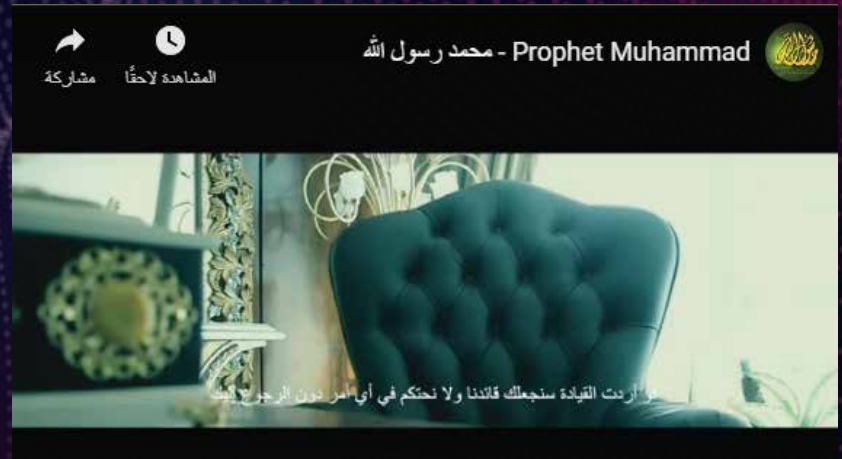 Prophet Muhammad - محمد رسول الله
المشاهدة لاحقًا
مشاركة
أردت القيادة سنجعلك قائدنا ولا نحتكم في أي أمر دون الرجوع إليك